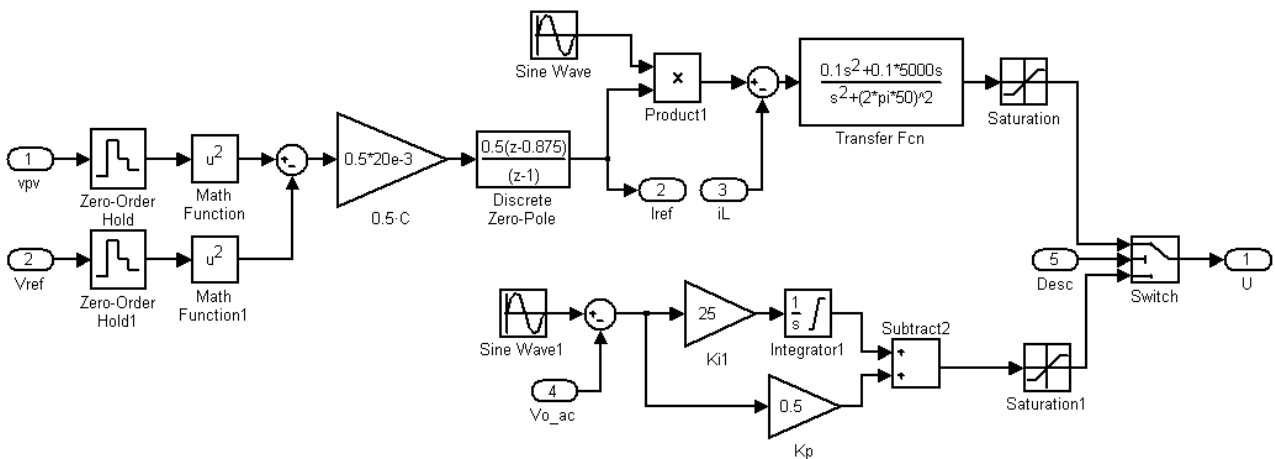 Sine Wave
×
Product1
+
-
0.1s²+0.1*5000s
s²+(2*pi*50)^2
Transfer Fcn
Saturation
1
vpv
Zero-Order
Hold
u²
Math
Function
+
-
0.5*20e-3
0.5·C
0.5(z-0.875)
(z-1)
Discrete
Zero-Pole
2
Iref
3
iL
2
Vref
Zero-Order
Hold1
u²
Math
Function1
5
Desc
Switch
1
U
Sine Wave1
+
-
4
Vo_ac
25
Ki1
1
s
Integrator1
Subtract2
+
+
0.5
Kp
Saturation1